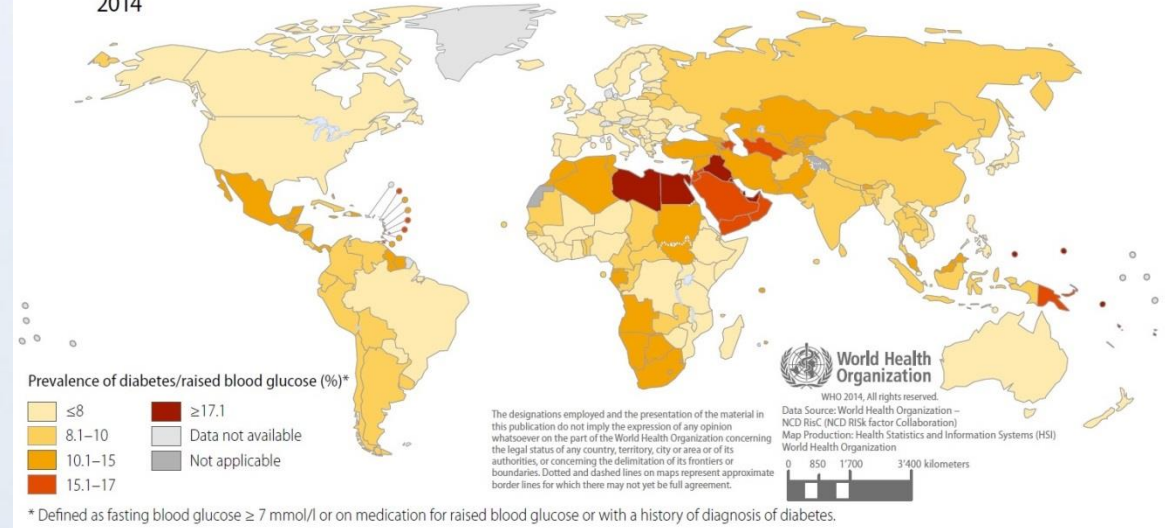 2014
Prevalence of diabetes/raised blood glucose (%)*
≤8
8.1–10
10.1–15
15.1–17
≥17.1
Data not available
Not applicable
The designations employed and the presentation of the material in
this publication do not imply the expression of any opinion
whatsoever on the part of the World Health Organization concerning
the legal status of any country, territory, city or area or of its
authorities, or concerning the delimitation of its frontiers or
boundaries. Dotted and dashed lines on maps represent approximate
border lines for which there may not yet be full agreement.
World Health
Organization
WHO 2014, All rights reserved.
Data Source: World Health Organization –
NCD RisC (NCD RISk factor Collaboration)
Map Production: Health Statistics and Information Systems (HSI)
World Health Organization
0 850 1'700 3'400 kilometers
* Defined as fasting blood glucose ≥ 7 mmol/l or on medication for raised blood glucose or with a history of diagnosis of diabetes.